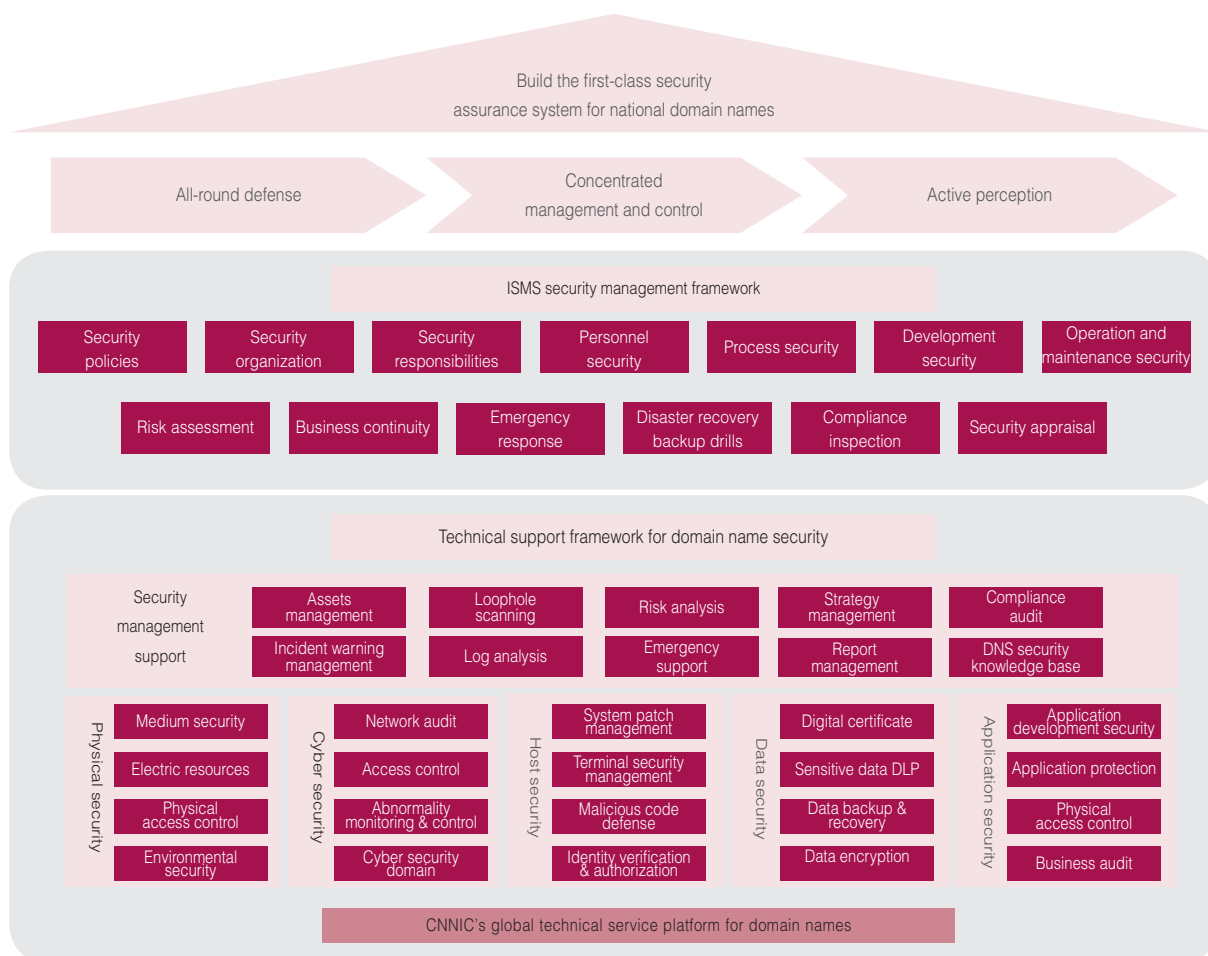 Build the first-class security
assurance system for national domain names
All-round defense
Concentrated
management and control
Active perception
ISMS security management framework
Security
policies
Security
organization
Security
responsibilities
Personnel
security
Process security
Development
security
Operation and
maintenance security
Risk assessment
Business continuity
Emergency
response
Disaster recovery
backup drills
Compliance
inspection
Security appraisal
Technical support framework for domain name security
Security
management
support
Assets
management
Loophole
scanning
Risk analysis
Strategy
management
Compliance
audit
Incident warning
management
Log analysis
Emergency
support
Report
management
DNS security
knowledge base
Physical security
Medium security
Electric resources
Physical
access control
Environmental
security
Cyber security
Network audit
Access control
Abnormality
monitoring & control
Cyber security
domain
Host security
System patch
management
Terminal security
management
Malicious code
defense
Identity verification
& authorization
Data security
Digital certificate
Sensitive data DLP
Data backup &
recovery
Data encryption
Application security
Application
development security
Application protection
Physical
access control
Business audit
CNNIC's global technical service platform for domain names